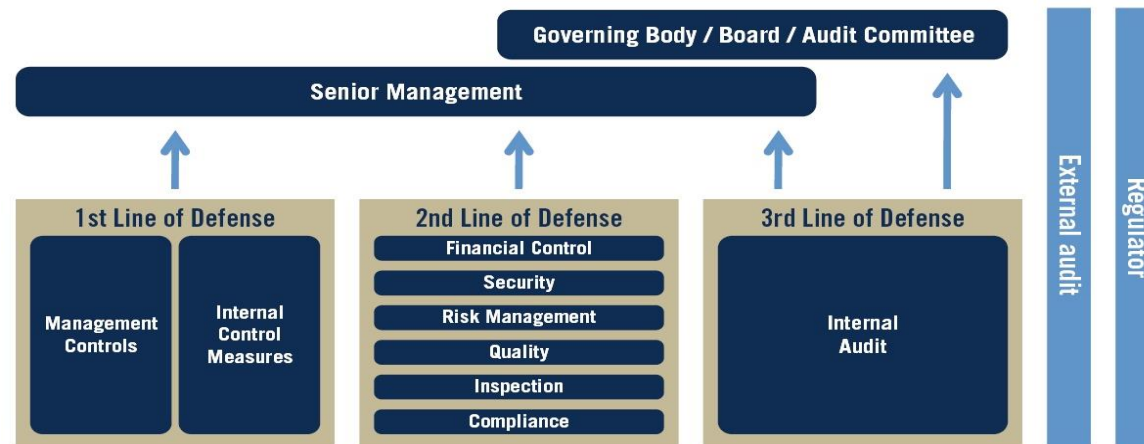 Governing Body / Board / Audit Committee
Senior Management
1st Line of Defense
Management
Controls
Internal
Control
Measures
2nd Line of Defense
Financial Control
Security
Risk Management
Quality
Inspection
Compliance
3rd Line of Defense
Internal
Audit
External audit
Regulator